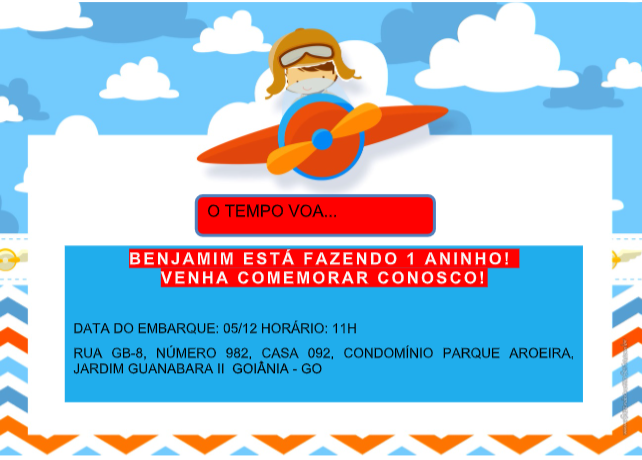 O TEMPO VOA...
BENJAMIM ESTÁ FAZENDO 1 ANINHO!
VENHA COMEMORAR CONOSCO!
DATA DO EMBARQUE: 05/12 HORÁRIO: 11H
RUA GB-8, NÚMERO 982, CASA 092, CONDOMÍNIO PARQUE AROEIRA,
JARDIM GUANABARA II GOIÂNIA - GO